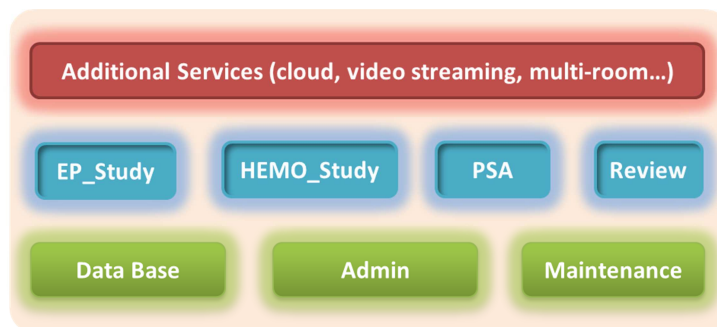 Additional Services (cloud, video streaming, multi-room...)
EP_Study
HEMO_Study
PSA
Review
Data Base
Admin
Maintenance